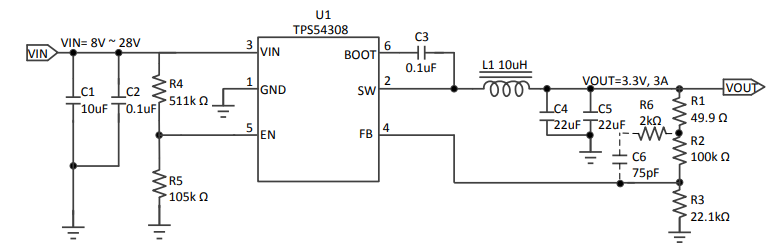 U1
TPS54308
VIN
VIN= 8V ~ 28V
C1
10uF
C2
0.1uF
R4
511k Ω
R5
105k Ω
3
VIN
1
GND
5
EN
BOOT
6
SW
2
FB
4
C3
0.1uF
L1 10uH
C4
22uF
C5
22uF
VOUT=3.3V, 3A
VOUT
R6
2kΩ
C6
75pF
R1
49.9 Ω
R2
100k Ω
R3
22.1kΩ